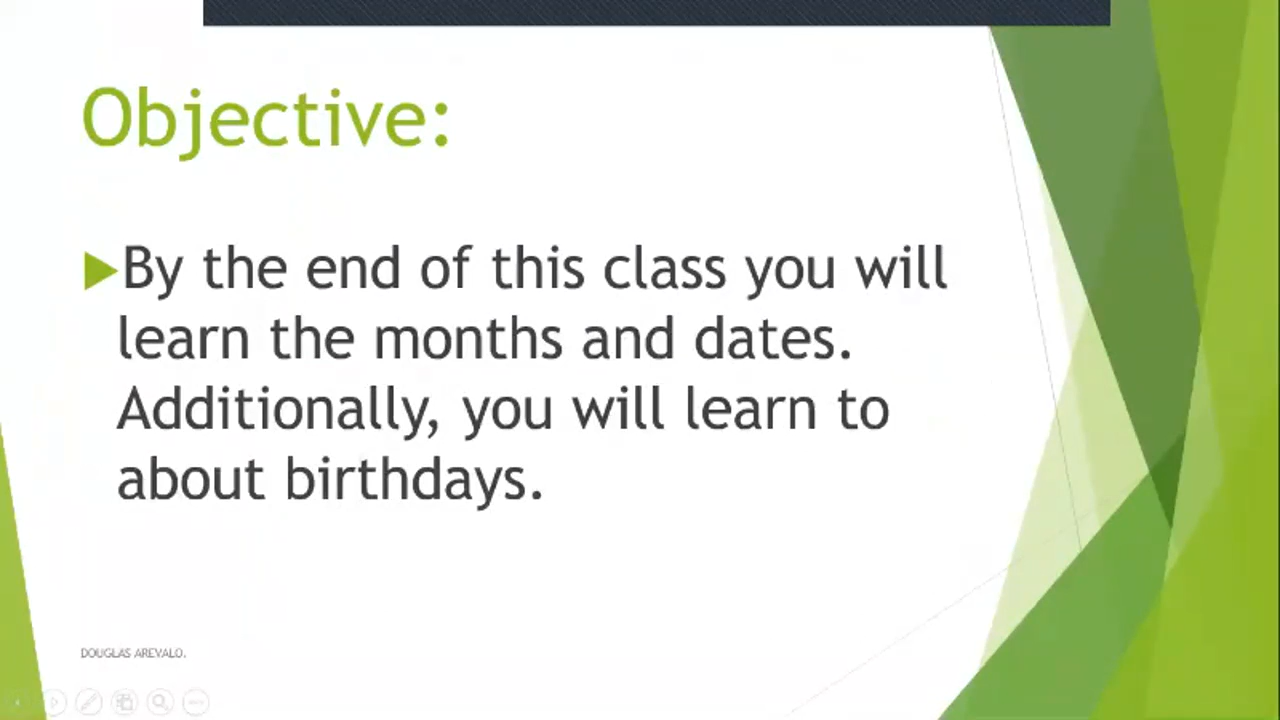 Objective:
By the end of this class you will
learn the months and dates.
Additionally, you will learn to
about birthdays.
DOUGLAS AREVALO.